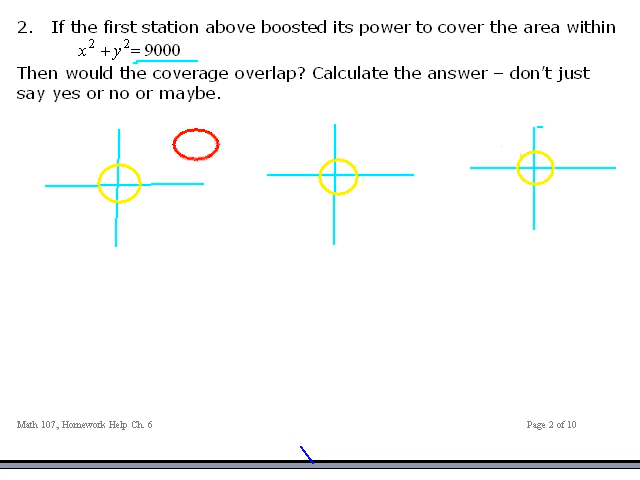 2. If the first station above boosted its power to cover the area within
x² + y² = 9000
Then would the coverage overlap? Calculate the answer – don't just
say yes or no or maybe.
Math 107, Homework Help Ch. 6
Page 2 of 10